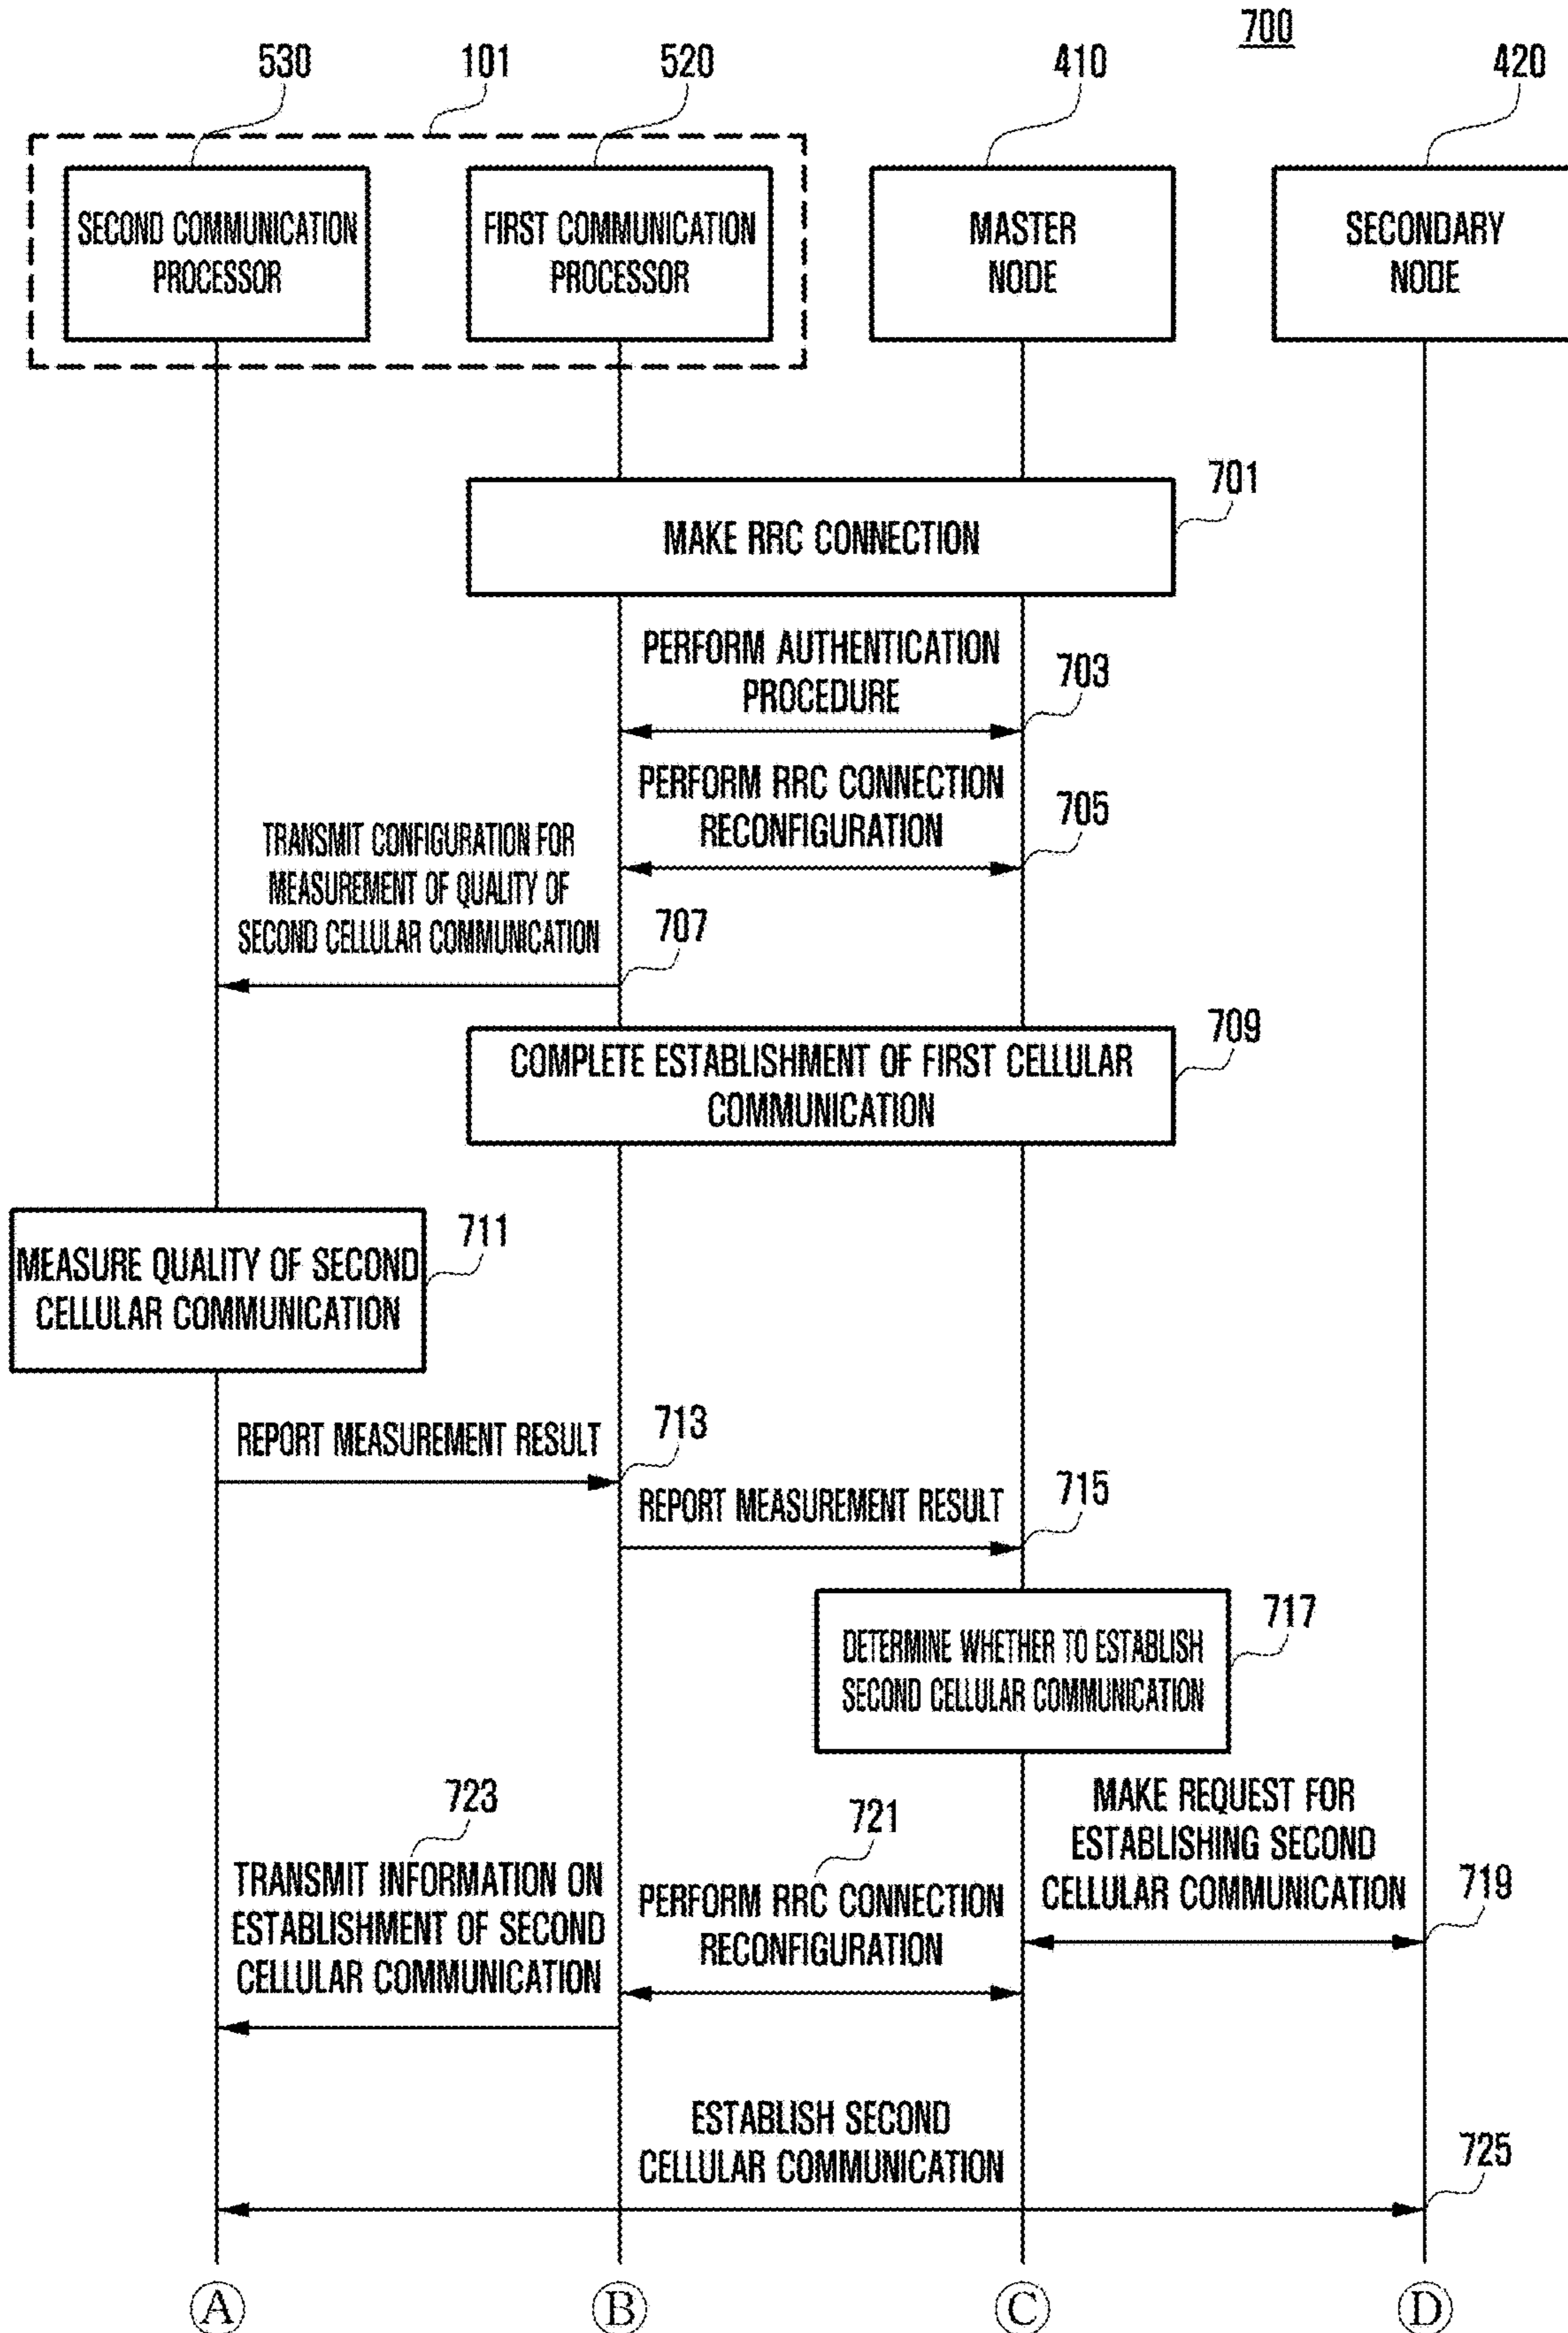 700
530
101
520
410
420
SECOND COMMUNICATION
PROCESSOR
FIRST COMMUNICATION
PROCESSOR
MASTER
NODE
SECONDARY
NODE
701
MAKE RRC CONNECTION
PERFORM AUTHENTICATION
PROCEDURE
703
PERFORM RRC CONNECTION
RECONFIGURATION
705
TRANSMIT CONFIGURATION FOR
MEASUREMENT OF QUALITY OF
SECOND CELLULAR COMMUNICATION
707
709
COMPLETE ESTABLISHMENT OF FIRST CELLULAR
COMMUNICATION
711
MEASURE QUALITY OF SECOND
CELLULAR COMMUNICATION
REPORT MEASUREMENT RESULT
713
REPORT MEASUREMENT RESULT
715
717
DETERMINE WHETHER TO ESTABLISH
SECOND CELLULAR COMMUNICATION
MAKE REQUEST FOR
ESTABLISHING SECOND
CELLULAR COMMUNICATION
719
721
PERFORM RRC CONNECTION
RECONFIGURATION
723
TRANSMIT INFORMATION ON
ESTABLISHMENT OF SECOND
CELLULAR COMMUNICATION
ESTABLISH SECOND
CELLULAR COMMUNICATION
725
A
B
C
D